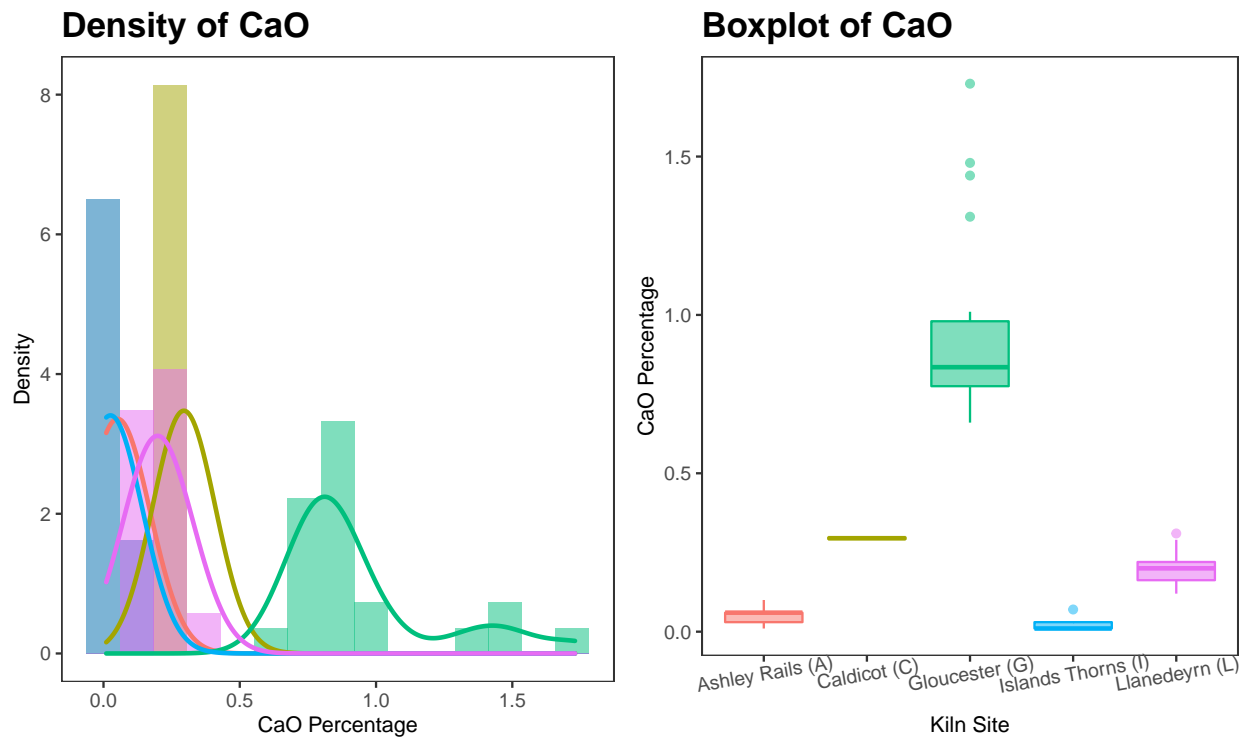 Density of CaO
8
6
4
2
0
Density
0.0 0.5 1.0 1.5
CaO Percentage
Boxplot of CaO
1.5
1.0
0.5
0.0
CaO Percentage
Ashley Rails (A) Caldicot (C) Gloucester (G) Islands Thorns (I) Llanedeyrn (L)
Kiln Site